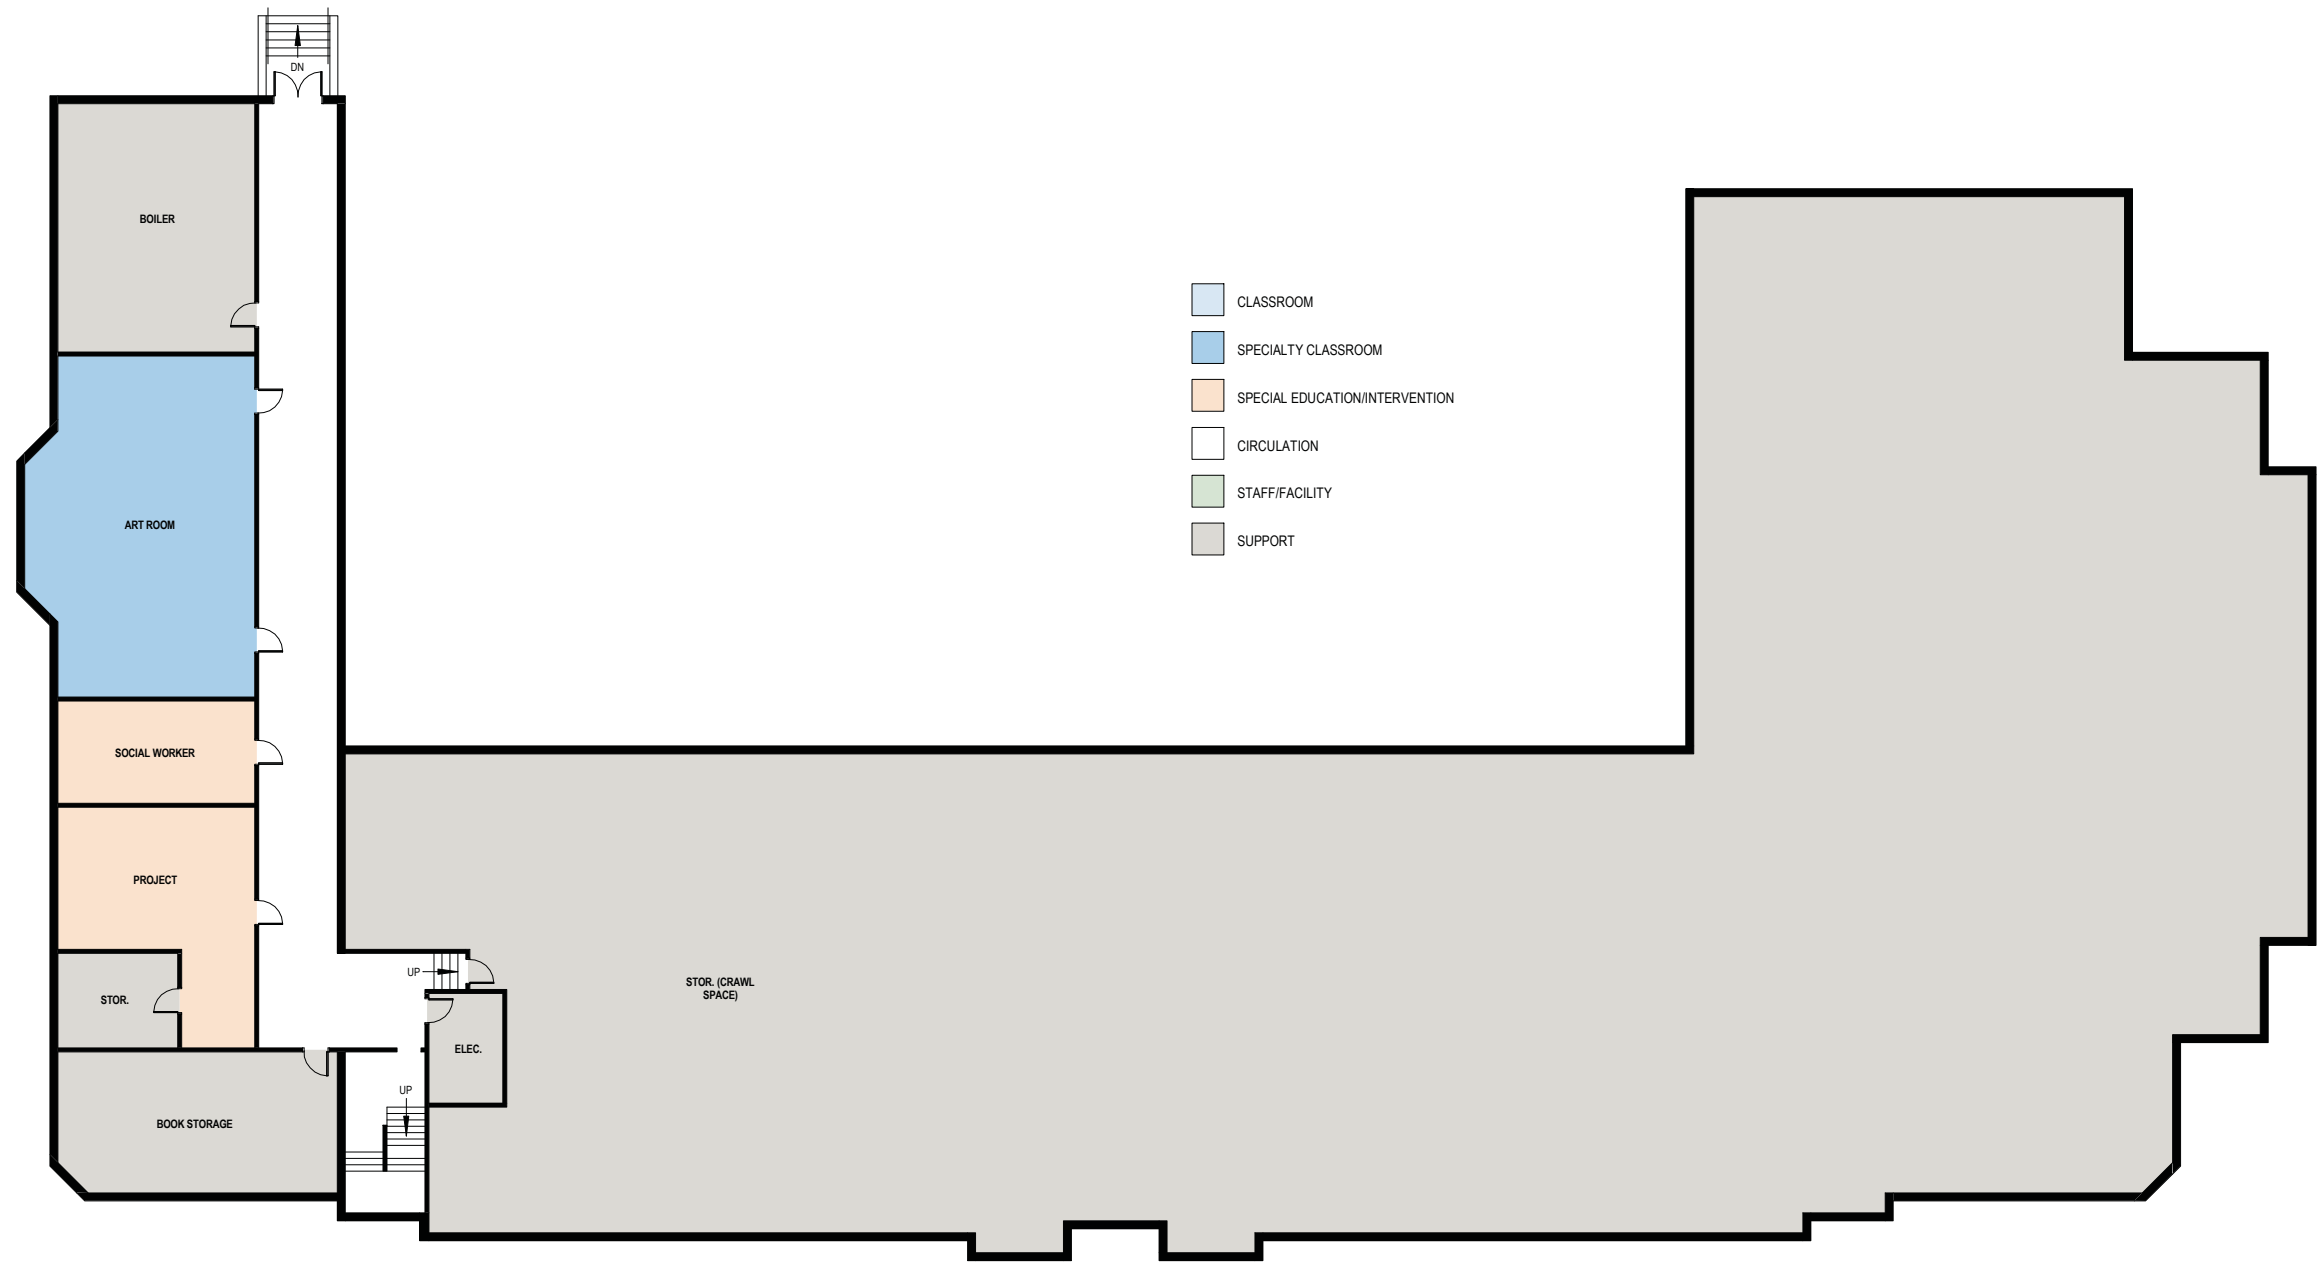 DN
BOILER
CLASSROOM
SPECIALTY CLASSROOM
SPECIAL EDUCATION/INTERVENTION
CIRCULATION
STAFF/FACILITY
SUPPORT
ART ROOM
SOCIAL WORKER
PROJECT
UP
STOR. (CRAWL
SPACE)
STOR.
ELEC.
UP
BOOK STORAGE